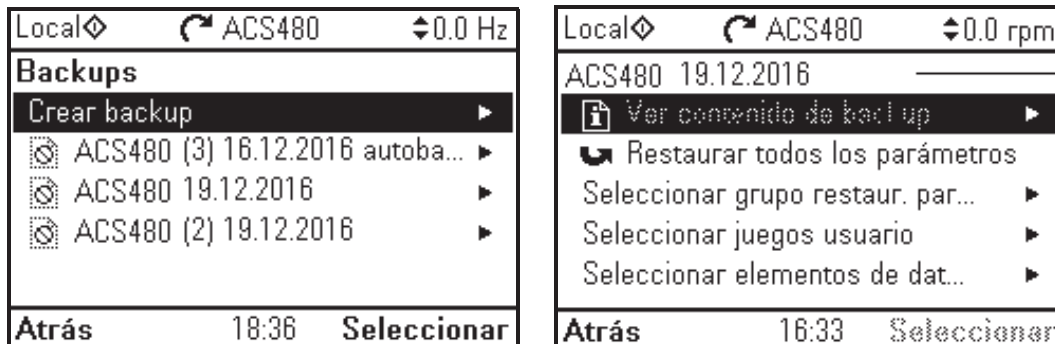 Local ACS480 0.0 Hz
Backups
Crear backup
ACS480 (3) 16.12.2016 autoba...
ACS480 19.12.2016
ACS480 (2) 19.12.2016
Atrás 18:36 Seleccionar
Local ACS480 0.0 rpm
ACS480 19.12.2016
Ver contenido de backup
Restaurar todos los parámetros
Seleccionar grupo restaur. par...
Seleccionar juegos usuario
Seleccionar elementos de dat...
Atrás 16:33 Seleccionar